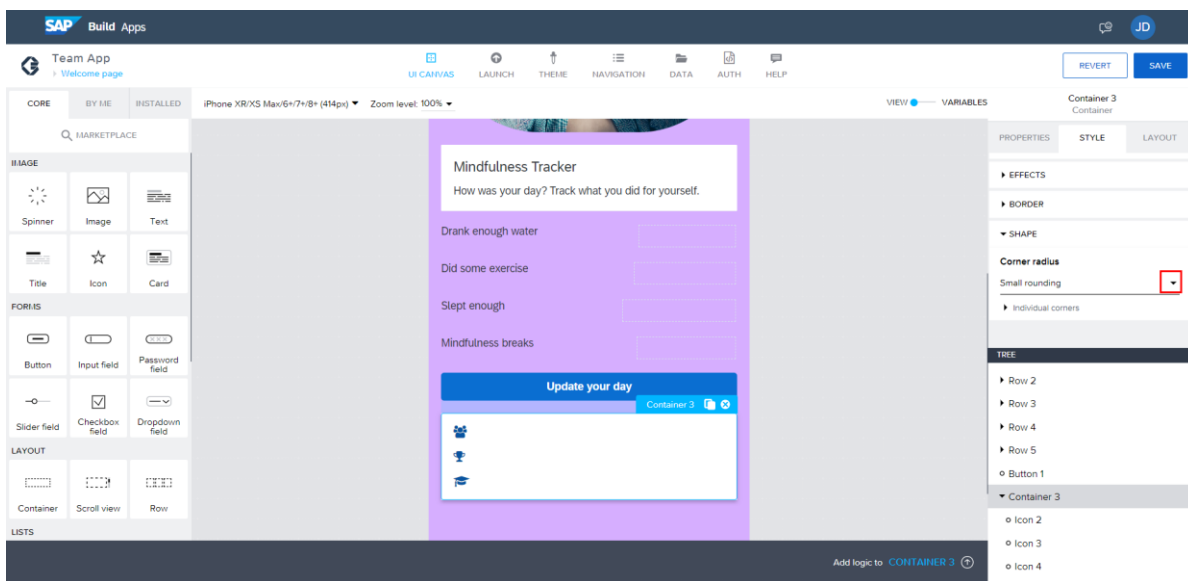 SAP Build Apps
JD
Team App
Welcome page
UI CANVAS LAUNCH THEME NAVIGATION DATA AUTH HELP
REVERT SAVE
CORE BY ME INSTALLED
iPhone XR/XS Max/6+/7+/8+ (414px) Zoom level: 100%
VIEW VARIABLES
Container 3
Container
MARKETPLACE
PROPERTIES STYLE LAYOUT
IMAGE
Spinner Image Text
Title Icon Card
FORMS
Button Input field Password field
Slider field Checkbox field Dropdown field
LAYOUT
Container Scroll view Row
LISTS
Mindfulness Tracker
How was your day? Track what you did for yourself.
Drank enough water
Did some exercise
Slept enough
Mindfulness breaks
Update your day
Container 3
EFFECTS
BORDER
SHAPE
Corner radius
Small rounding
Individual corners
TREE
Row 2
Row 3
Row 4
Row 5
Button 1
Container 3
Icon 2
Icon 3
Icon 4
Add logic to CONTAINER 3